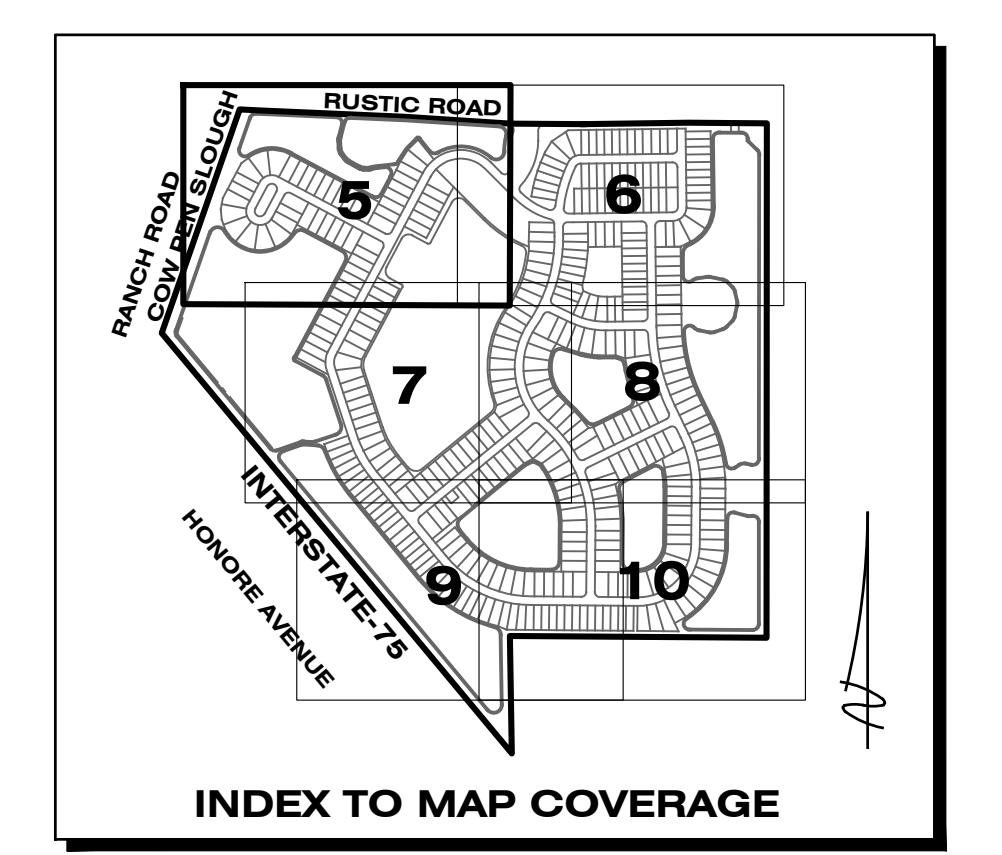 RUSTIC ROAD
RANCH ROAD
COW PEN SLOUGH
5
6
7
8
INTERSTATE-75
HONORE AVENUE
9
10
N
INDEX TO MAP COVERAGE